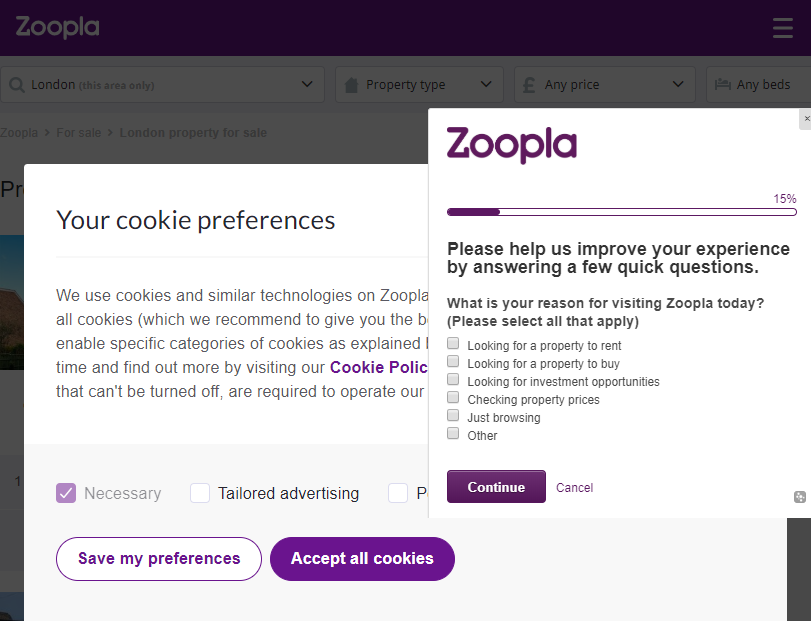 Zoopla
London (this area only)
Property type
£ Any price
Any beds
Zoopla > For sale > London property for sale
Pr
Your cookie preferences
We use cookies and similar technologies on Zoopla
all cookies (which we recommend to give you the b
enable specific categories of cookies as explained
time and find out more by visiting our Cookie Polic
that can't be turned off, are required to operate our
1
Necessary
Tailored advertising
P
Save my preferences
Accept all cookies
×
Zoopla
15%
Please help us improve your experience
by answering a few quick questions.
What is your reason for visiting Zoopla today?
(Please select all that apply)
Looking for a property to rent
Looking for a property to buy
Looking for investment opportunities
Checking property prices
Just browsing
Other
Continue
Cancel